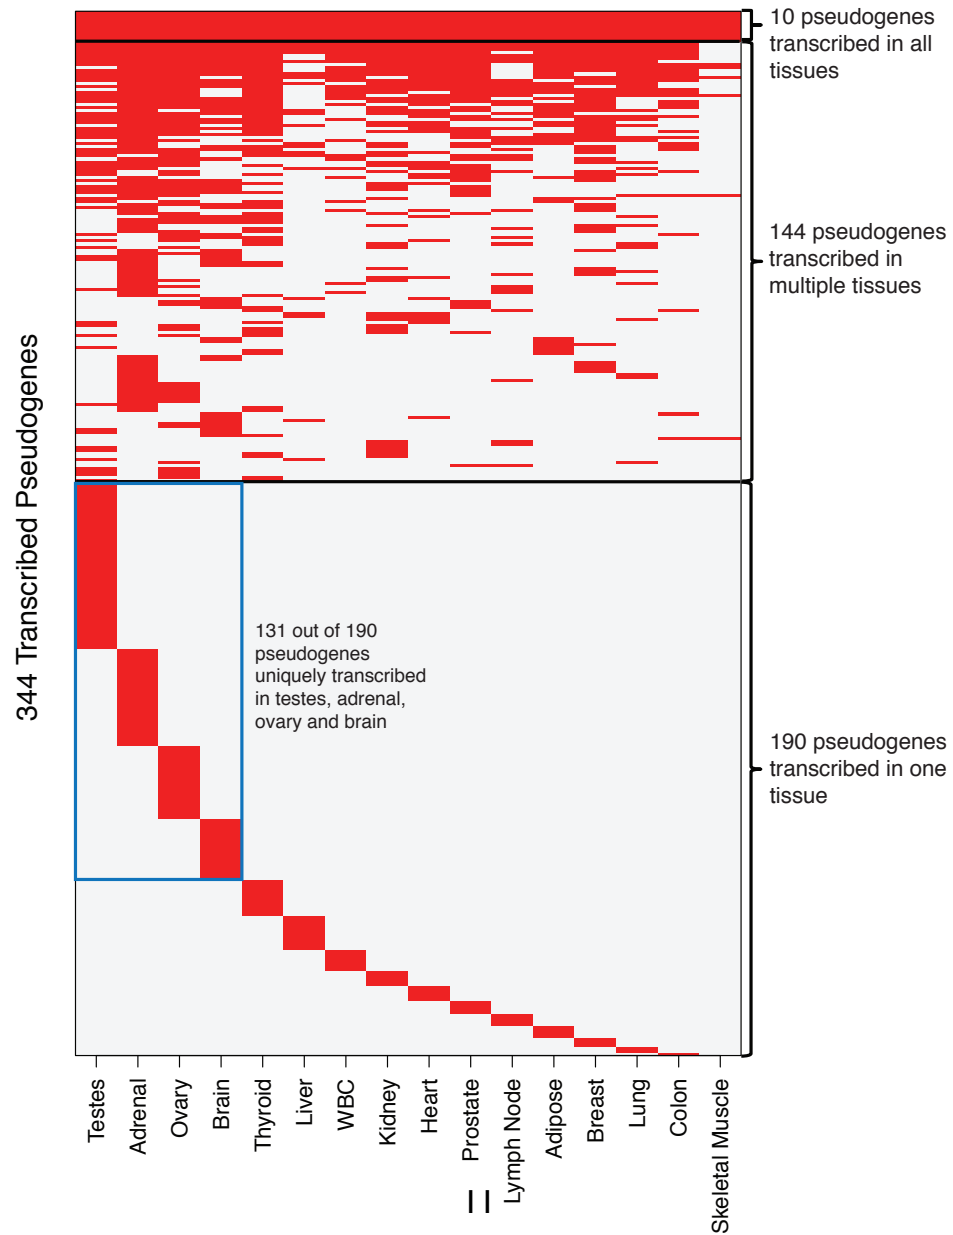 10 pseudogenes
transcribed in all
tissues
144 pseudogenes
transcribed in
multiple tissues
344 Transcribed Pseudogenes
131 out of 190
pseudogenes
uniquely transcribed
in testes, adrenal,
ovary and brain
190 pseudogenes
transcribed in one
tissue
Testes
Adrenal
Ovary
Brain
Thyroid
Liver
WBC
Kidney
Heart
Prostate
Lymph Node
Adipose
Breast
Lung
Colon
Skeletal Muscle